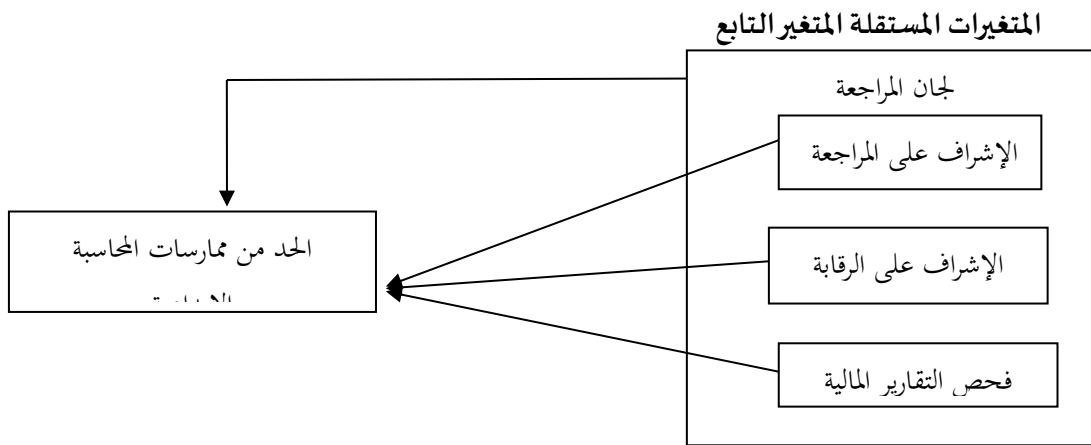 المتغيرات المستقلة المتغير التابع
لجان المراجعة
الإشراف على المراجعة
الإشراف على الرقابة
الحد من ممارسات المحاسبة
فحص التقارير المالية